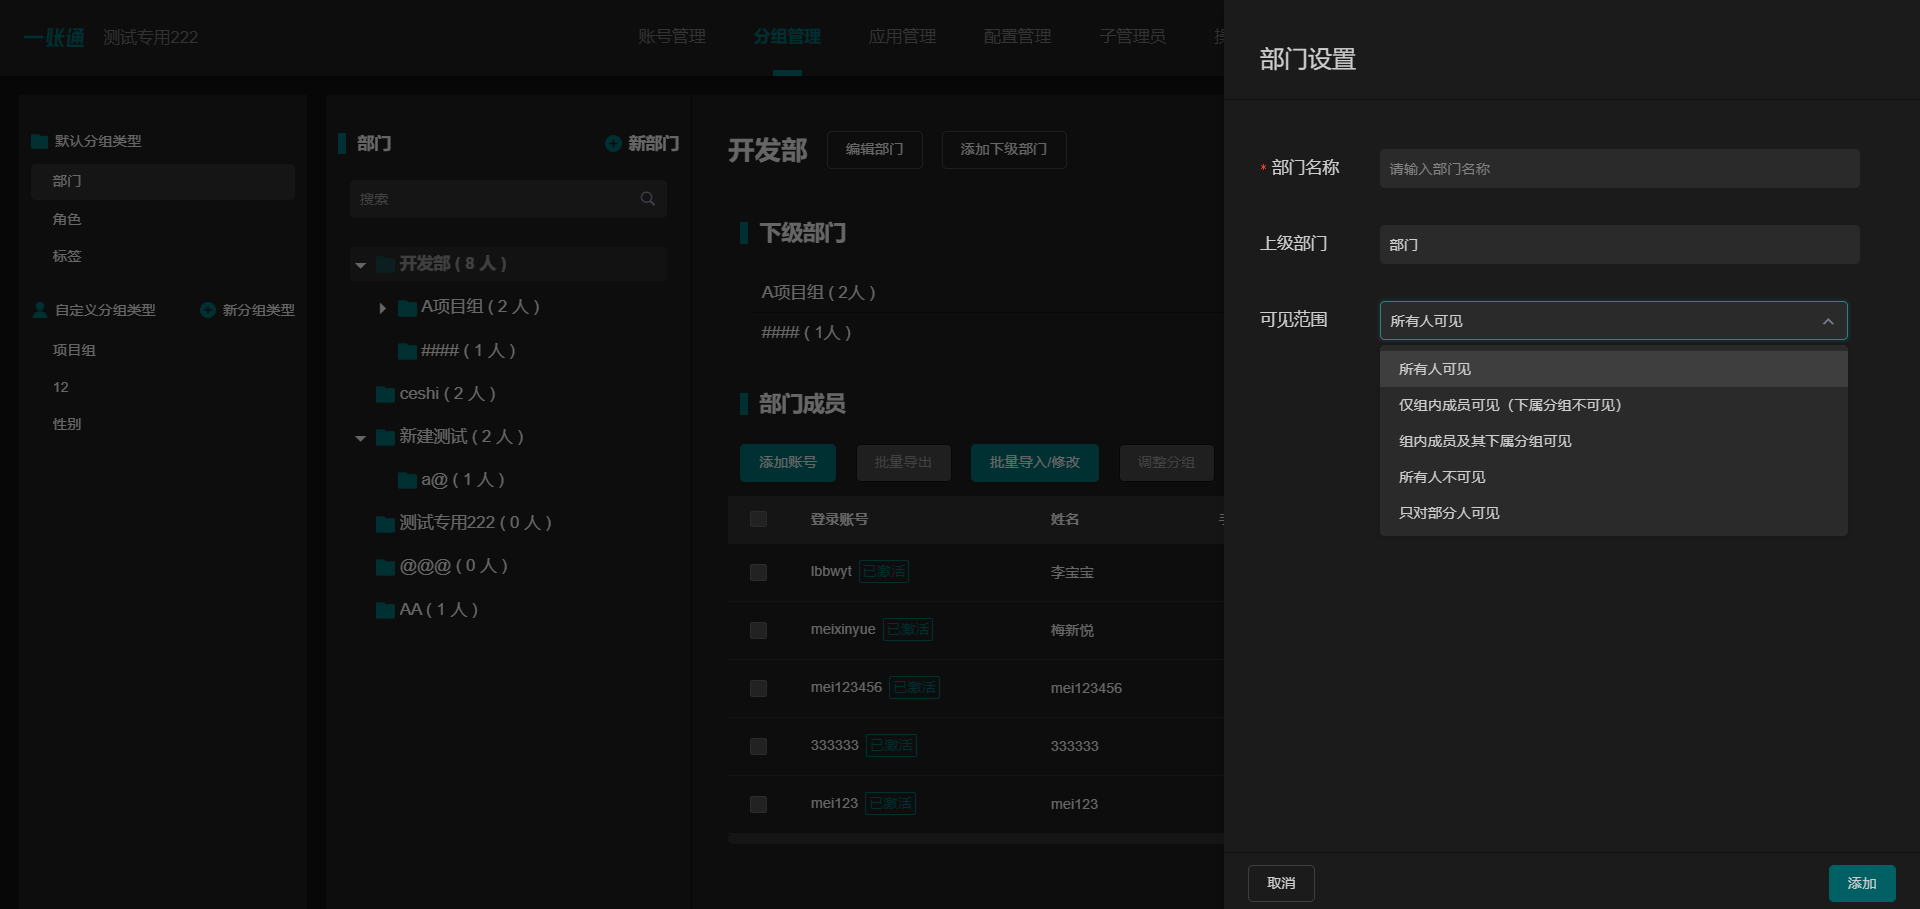 一账通 测试专用222
账号管理 分组管理 应用管理 配置管理 子管理员
默认分组类型
部门
角色
标签
自定义分组类型 新分组类型
项目组
12
性别
部门 新部门
搜索
开发部 ( 8 人 )
A项目组 ( 2 人 )
#### ( 1 人 )
ceshi ( 2 人 )
新建测试 ( 2 人 )
a@ ( 1 人 )
测试专用222 ( 0 人 )
@@@ ( 0 人 )
AA ( 1 人 )
开发部 编辑部门 添加下级部门
下级部门
A项目组 ( 2人 )
#### ( 1人 )
部门成员
添加账号 批量导出 批量导入/修改 调整分组
登录账号 姓名
lbbwyt 已激活 李宝宝
meixinyue 已激活 梅新悦
mei123456 已激活 mei123456
333333 已激活 333333
mei123 已激活 mei123
部门设置
* 部门名称 请输入部门名称
上级部门 部门
可见范围 所有人可见
所有人可见
仅组内成员可见（下属分组不可见）
组内成员及其下属分组可见
所有人不可见
只对部分人可见
取消 添加